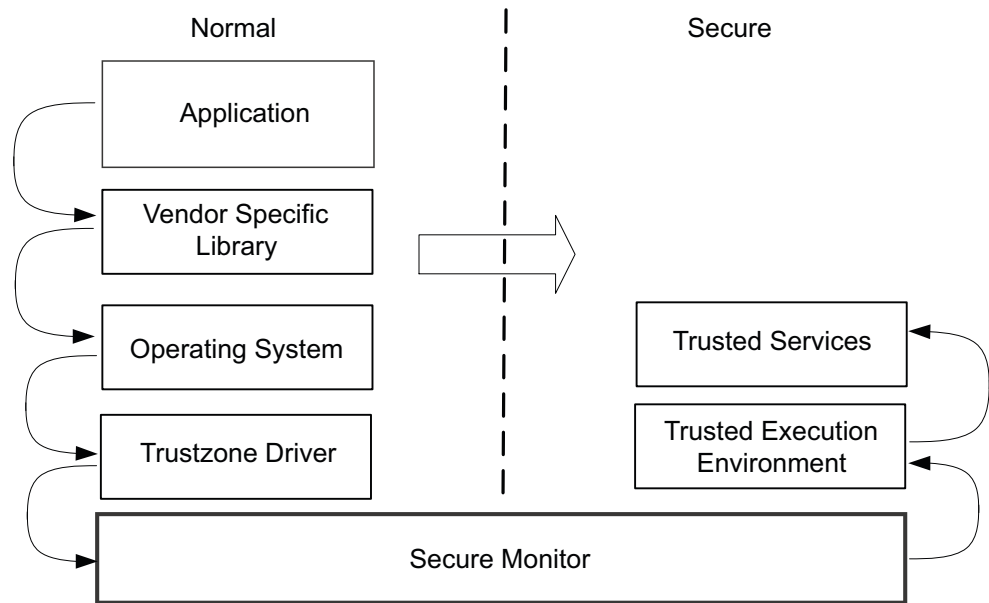 Normal
Secure
Application
Vendor Specific
Library
Operating System
Trusted Services
Trustzone Driver
Trusted Execution
Environment
Secure Monitor